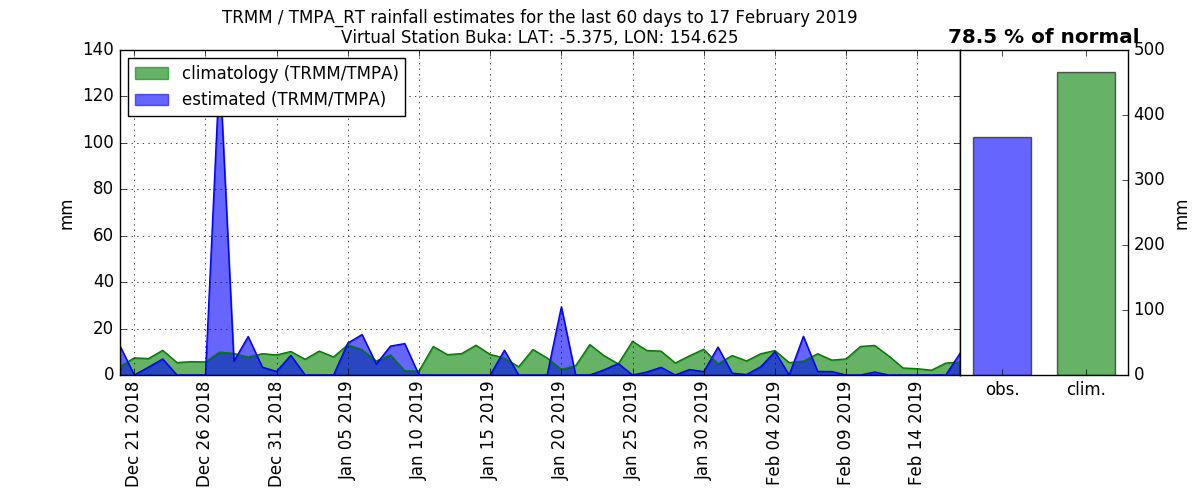 TRMM / TMPA_RT rainfall estimates for the last 60 days to 17 February 2019
Virtual Station Buka: LAT: -5.375, LON: 154.625
78.5 % of normal
climatology (TRMM/TMPA)
estimated (TRMM/TMPA)
mm
140
120
100
80
60
40
20
0
Dec 21 2018
Dec 26 2018
Dec 31 2018
Jan 05 2019
Jan 10 2019
Jan 15 2019
Jan 20 2019
Jan 25 2019
Jan 30 2019
Feb 04 2019
Feb 09 2019
Feb 14 2019
obs.
clim.
500
400
300
200
100
0
mm